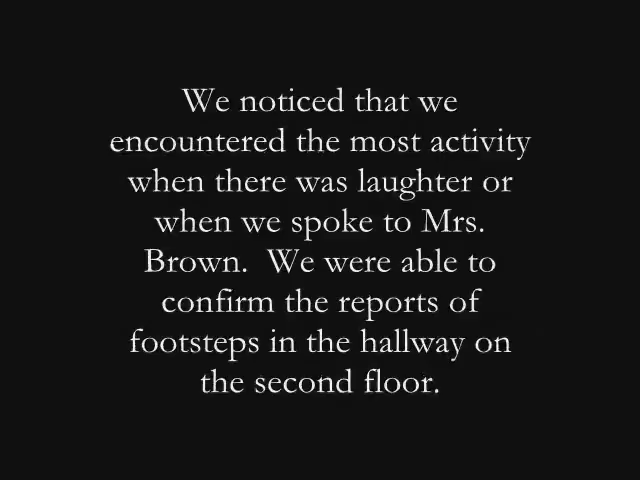 We noticed that we
encountered the most activity
when there was laughter or
when we spoke to Mrs.
Brown.  We were able to
confirm the reports of
footsteps in the hallway on
the second floor.